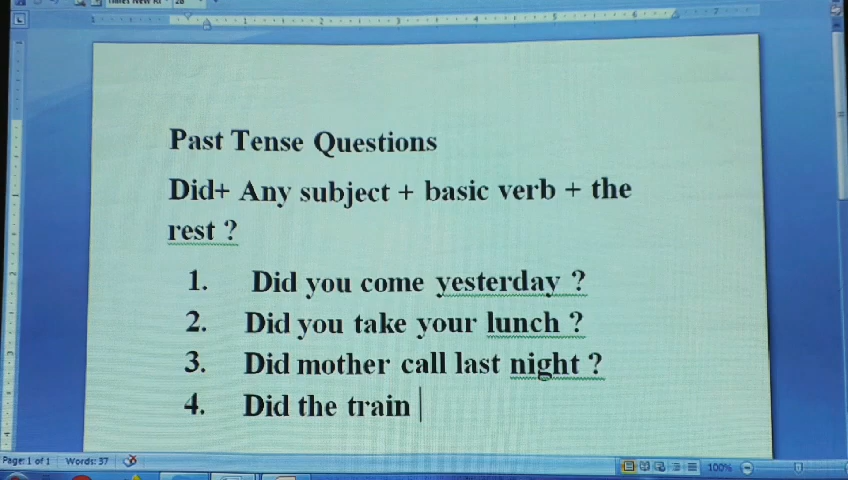 Past Tense Questions
Did+ Any subject + basic verb + the
rest ?
1. Did you come yesterday ?
2. Did you take your lunch ?
3. Did mother call last night ?
4. Did the train
Page: 1 of 1 Words: 37 100%